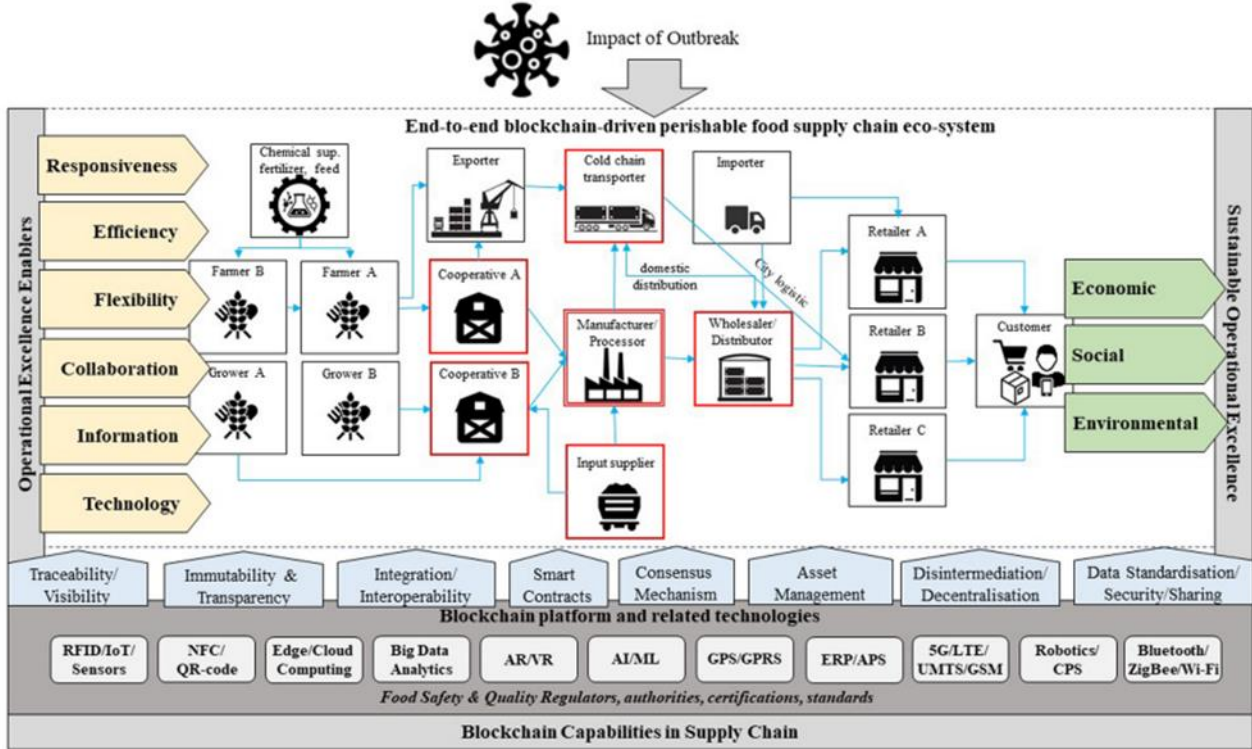 Impact of Outbreak
End-to-end blockchain-driven perishable food supply chain eco-system
Operational Excellence Enablers
Responsiveness
Efficiency
Flexibility
Collaboration
Information
Technology
Chemical sup.
fertilizer, feed
Exporter
Cold chain
transporter
Importer
Farmer B
Farmer A
Cooperative A
domestic
distribution
City logistic
Retailer A
Manufacturer/
Processor
Wholesaler/
Distributor
Retailer B
Customer
Grower A
Grower B
Cooperative B
Input supplier
Retailer C
Economic
Social
Environmental
Sustainable Operational Excellence
Traceability/
Visibility
Immutability &
Transparency
Integration/
Interoperability
Smart
Contracts
Consensus
Mechanism
Asset
Management
Disintermediation/
Decentralisation
Data Standardisation/
Security/Sharing
Blockchain platform and related technologies
RFID/IoT/
Sensors
NFC/
QR-code
Edge/Cloud
Computing
Big Data
Analytics
AR/VR
AI/ML
GPS/GPRS
ERP/APS
5G/LTE/
UMTS/GSM
Robotics/
CPS
Bluetooth/
ZigBee/Wi-Fi
Food Safety & Quality Regulators, authorities, certifications, standards
Blockchain Capabilities in Supply Chain